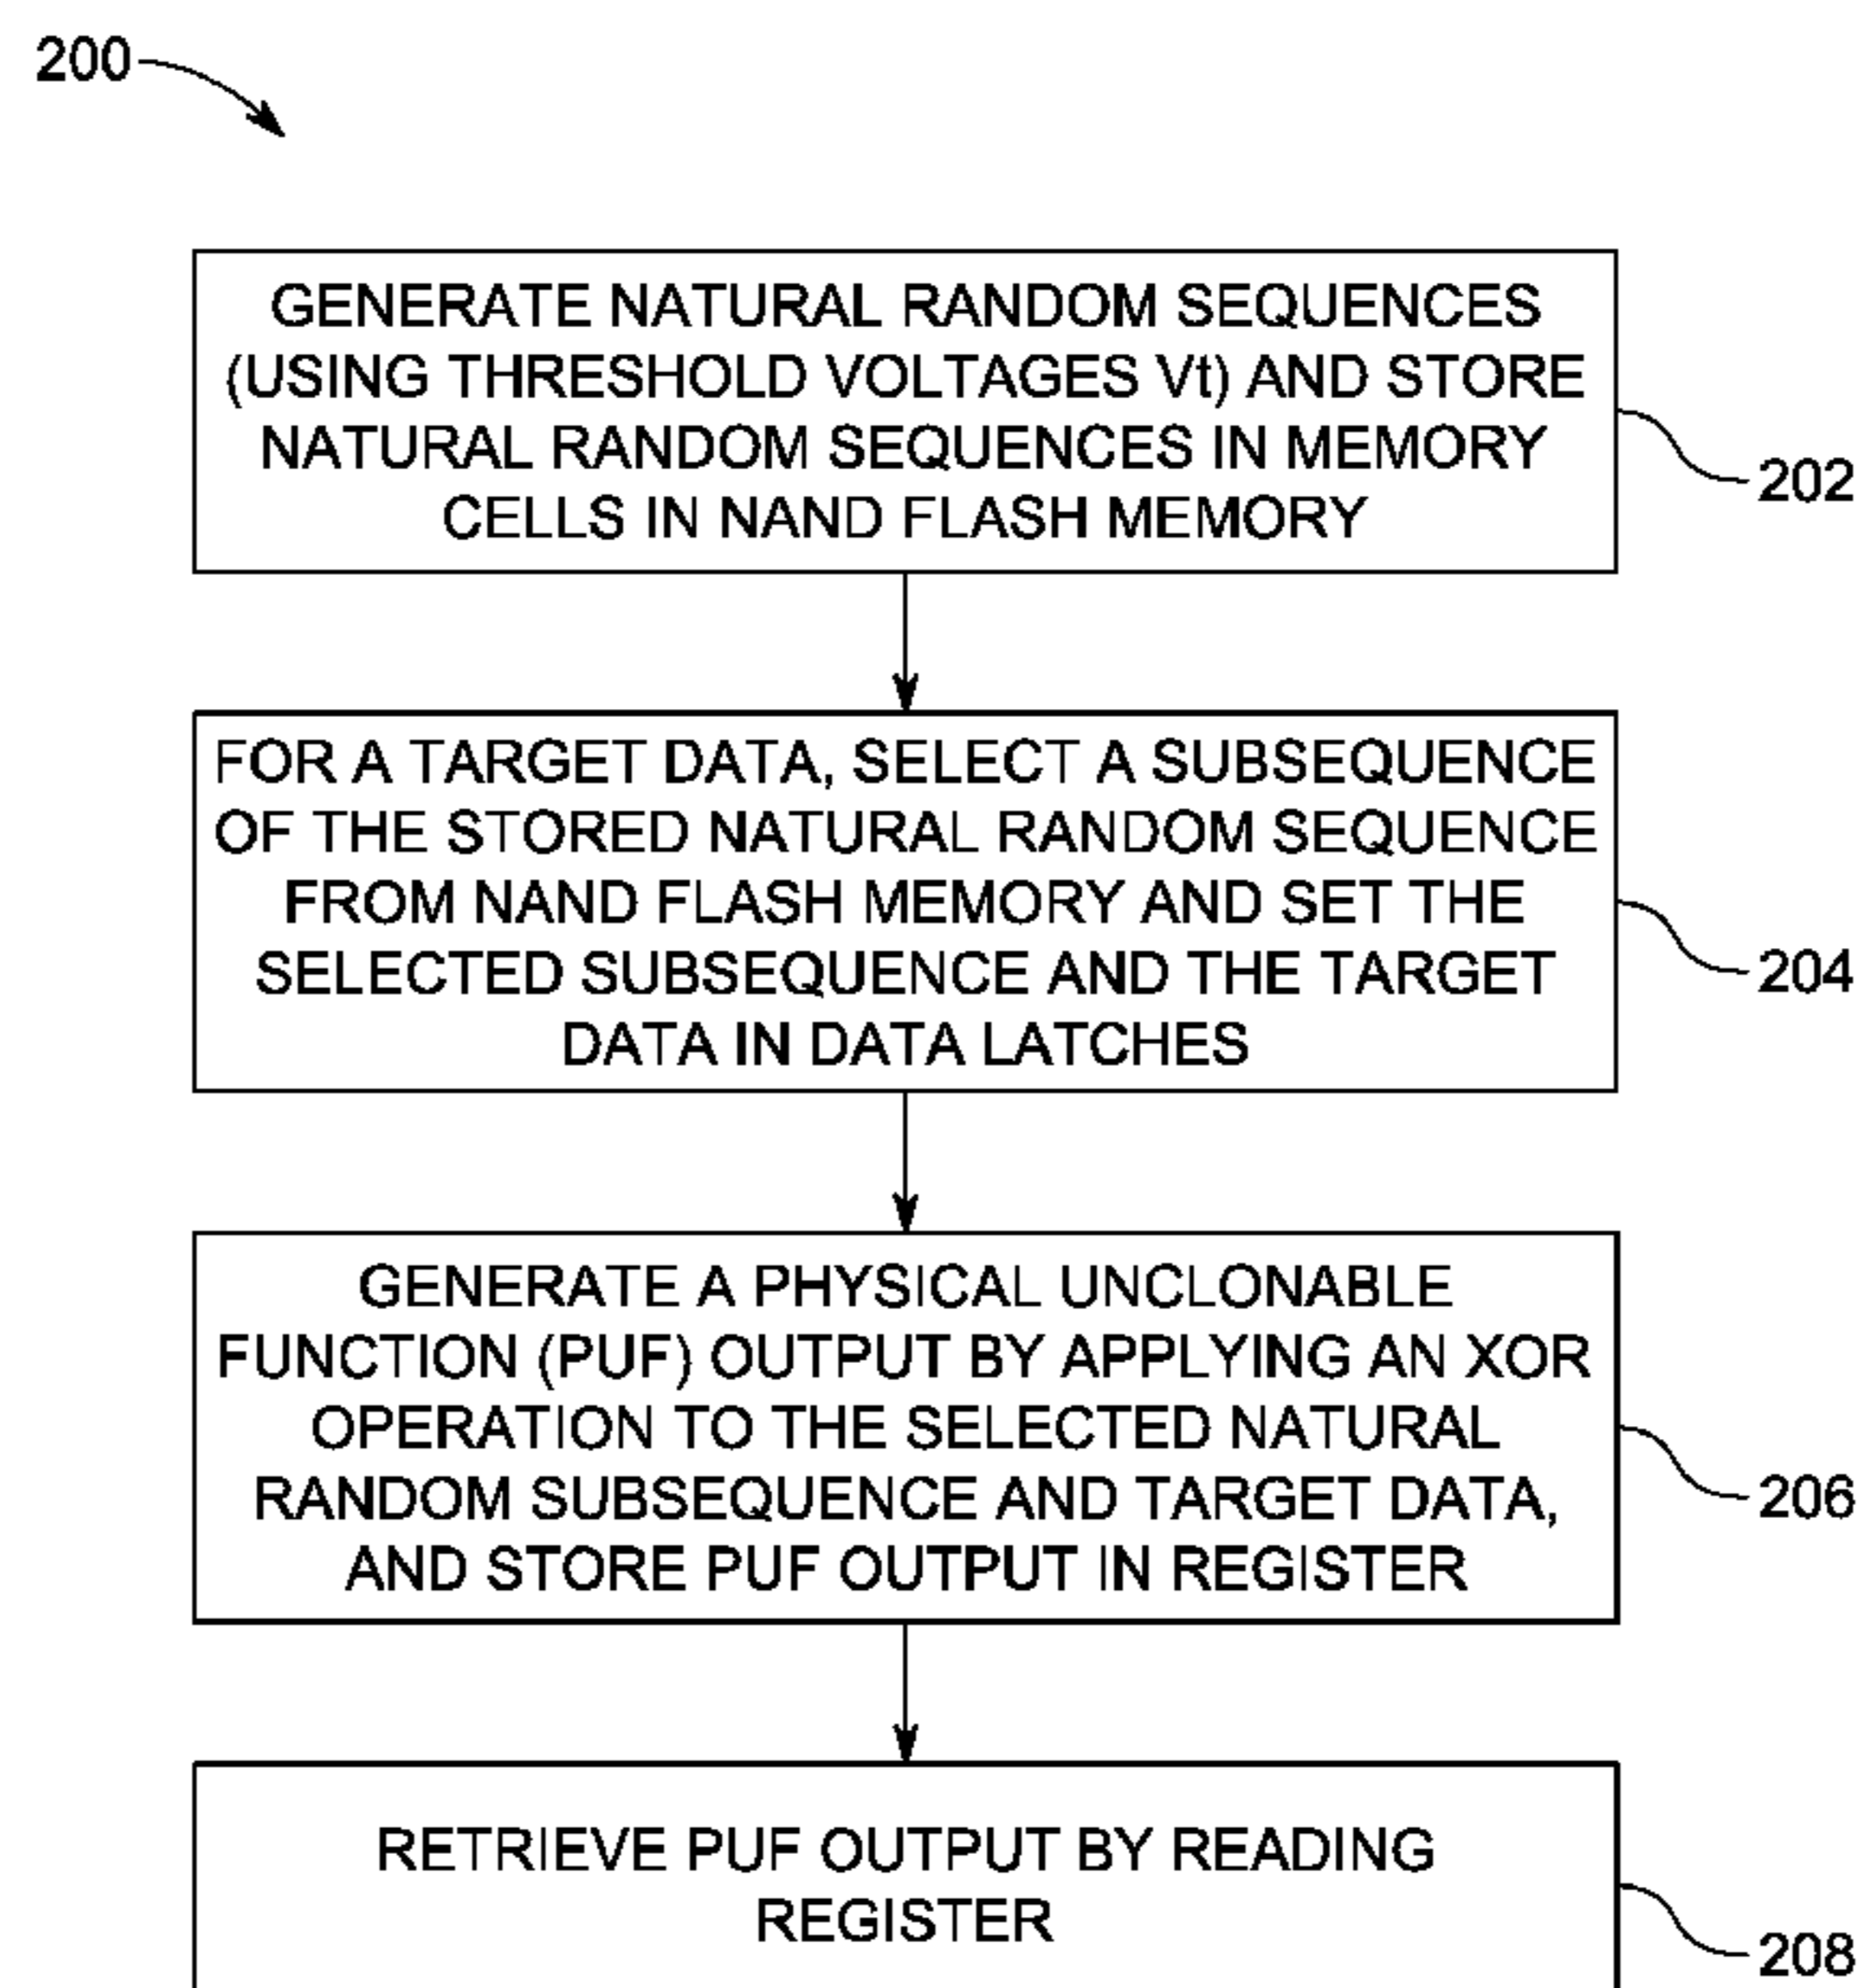 200
GENERATE NATURAL RANDOM SEQUENCES
(USING THRESHOLD VOLTAGES Vt) AND STORE
NATURAL RANDOM SEQUENCES IN MEMORY
CELLS IN NAND FLASH MEMORY
202
FOR A TARGET DATA, SELECT A SUBSEQUENCE
OF THE STORED NATURAL RANDOM SEQUENCE
FROM NAND FLASH MEMORY AND SET THE
SELECTED SUBSEQUENCE AND THE TARGET
DATA IN DATA LATCHES
204
GENERATE A PHYSICAL UNCLONABLE
FUNCTION (PUF) OUTPUT BY APPLYING AN XOR
OPERATION TO THE SELECTED NATURAL
RANDOM SUBSEQUENCE AND TARGET DATA,
AND STORE PUF OUTPUT IN REGISTER
206
RETRIEVE PUF OUTPUT BY READING
REGISTER
208